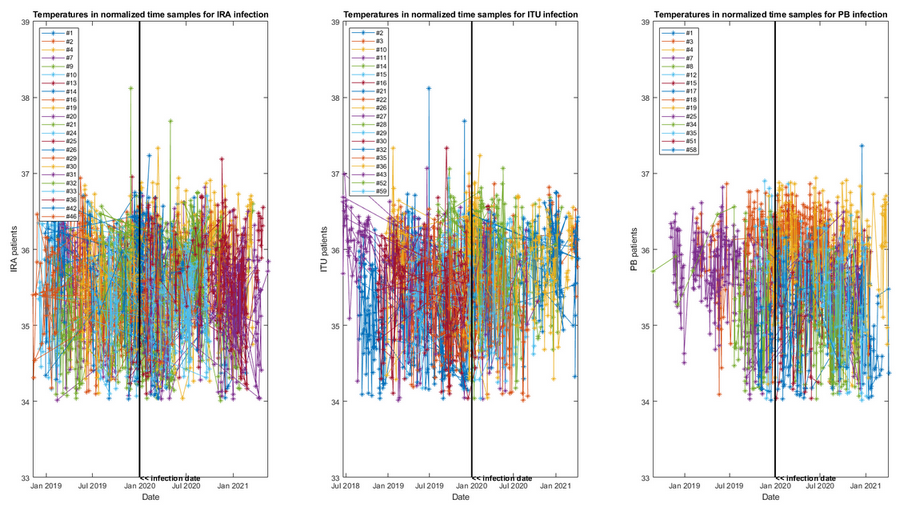 Temperatures in normalized time samples for IRA infection
39
38
37
36
35
34
33
IRA patients
#1
#2
#4
#7
#9
#10
#13
#14
#16
#19
#20
#21
#24
#25
#26
#29
#30
#31
#32
#33
#36
#42
#46
<< infection date
Jan 2019
Jul 2019
Jan 2020
Jul 2020
Jan 2021
Date
Temperatures in normalized time samples for ITU infection
39
38
37
36
35
34
33
ITU patients
#2
#3
#10
#11
#14
#15
#16
#21
#22
#26
#27
#28
#29
#30
#32
#35
#36
#43
#52
#59
<< infection date
Jul 2018
Jan 2019
Jul 2019
Jan 2020
Jul 2020
Jan 2021
Date
Temperatures in normalized time samples for PB infection
39
38
37
36
35
34
33
PB patients
#1
#3
#4
#7
#8
#12
#15
#17
#18
#19
#25
#34
#35
#51
#58
<< infection date
Jan 2019
Jul 2019
Jan 2020
Jul 2020
Jan 2021
Date